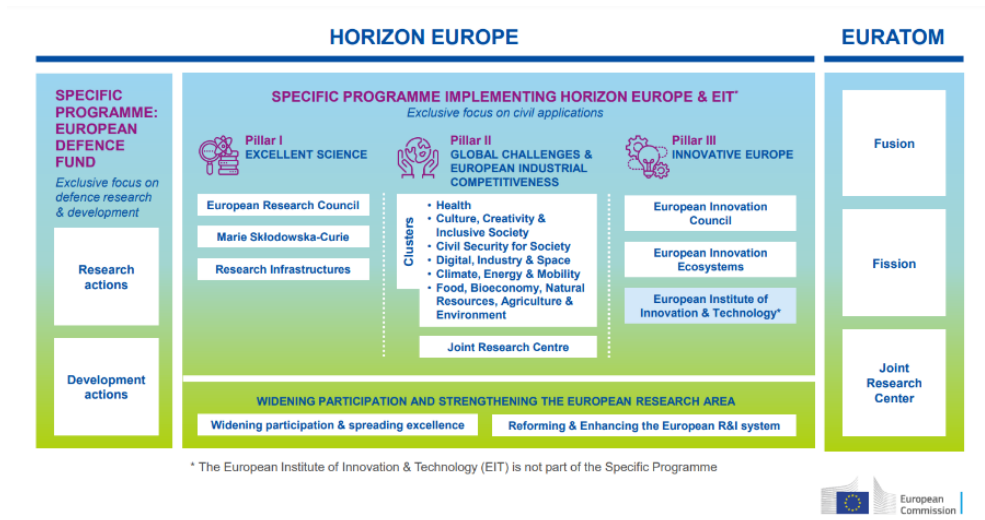 HORIZON EUROPE
EURATOM
SPECIFIC
PROGRAMME:
EUROPEAN
DEFENCE
FUND
Exclusive focus on
defence research
& development
Research
actions
Development
actions
SPECIFIC PROGRAMME IMPLEMENTING HORIZON EUROPE & EIT*
Exclusive focus on civil applications
Pillar I
EXCELLENT SCIENCE
European Research Council
Marie Skłodowska-Curie
Research Infrastructures
Pillar II
GLOBAL CHALLENGES &
EUROPEAN INDUSTRIAL
COMPETITIVENESS
Clusters
• Health
• Culture, Creativity &
Inclusive Society
• Civil Security for Society
• Digital, Industry & Space
• Climate, Energy & Mobility
• Food, Bioeconomy, Natural
Resources, Agriculture &
Environment
Joint Research Centre
Pillar III
INNOVATIVE EUROPE
European Innovation
Council
European Innovation
Ecosystems
European Institute of
Innovation & Technology*
WIDENING PARTICIPATION AND STRENGTHENING THE EUROPEAN RESEARCH AREA
Widening participation & spreading excellence
Reforming & Enhancing the European R&I system
Fusion
Fission
Joint
Research
Center
* The European Institute of Innovation & Technology (EIT) is not part of the Specific Programme
European
Commission